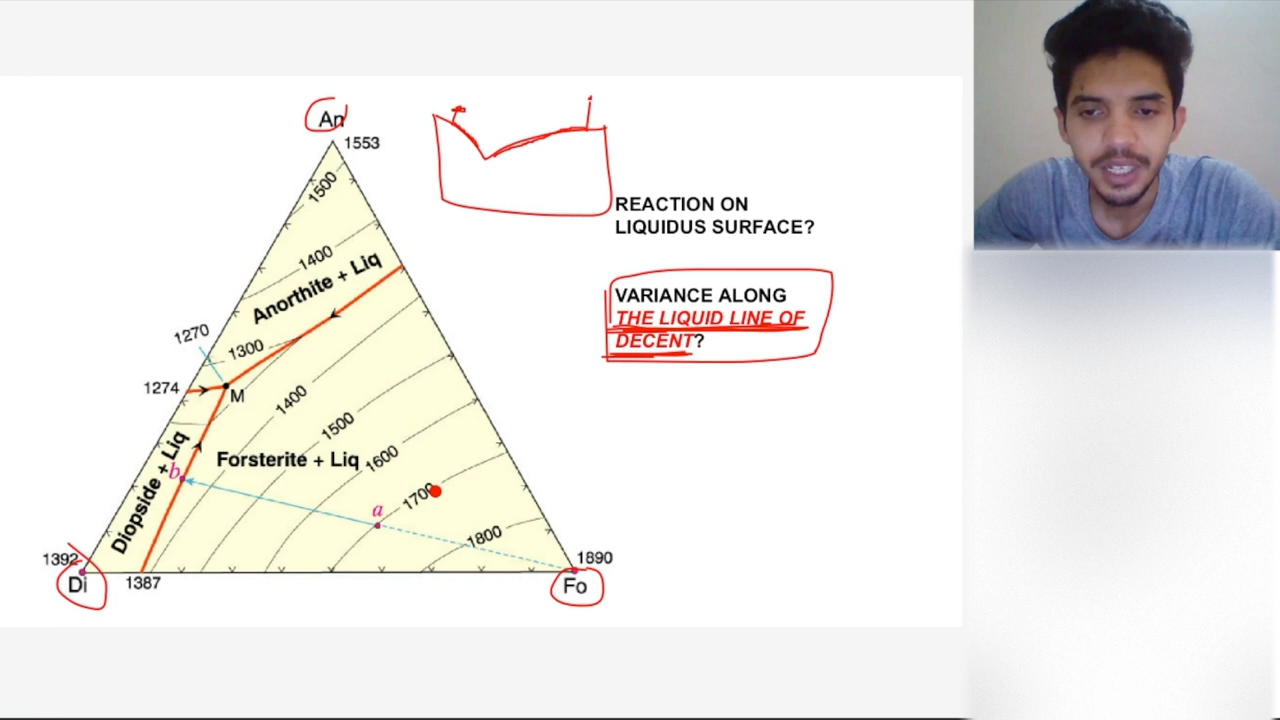 An
1553
1500
1400
Anorthite + Liq
1270
1300
1274
M
1400
1500
Diopside + Liq
b
Forsterite + Liq
1600
a
1700
1800
1392
1890
Di
1387
Fo
REACTION ON
LIQUIDUS SURFACE?
VARIANCE ALONG
THE LIQUID LINE OF
DECENT?